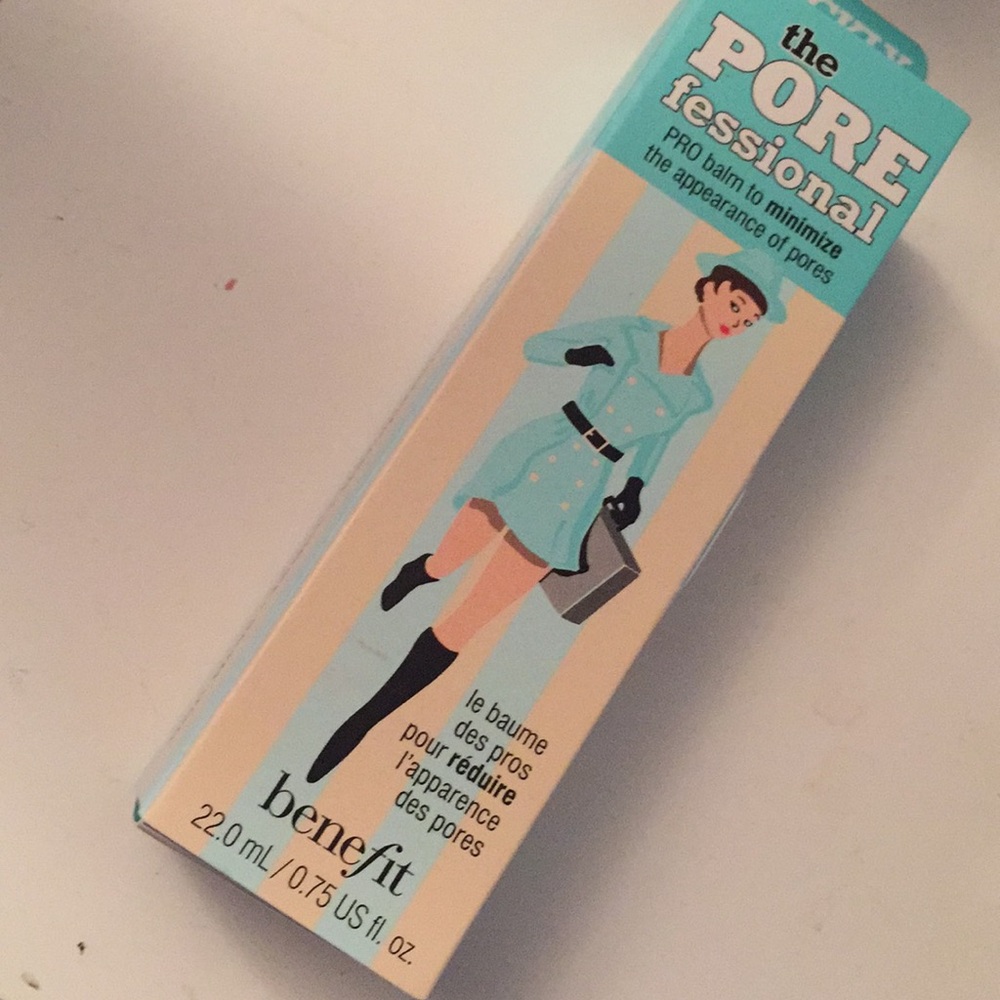 the
PORE
fessional
PRO balm to minimize
the appearance of pores
le baume
des pros
pour réduire
l'apparence
des pores
benefit
22.0 mL / 0.75 US fl. oz.